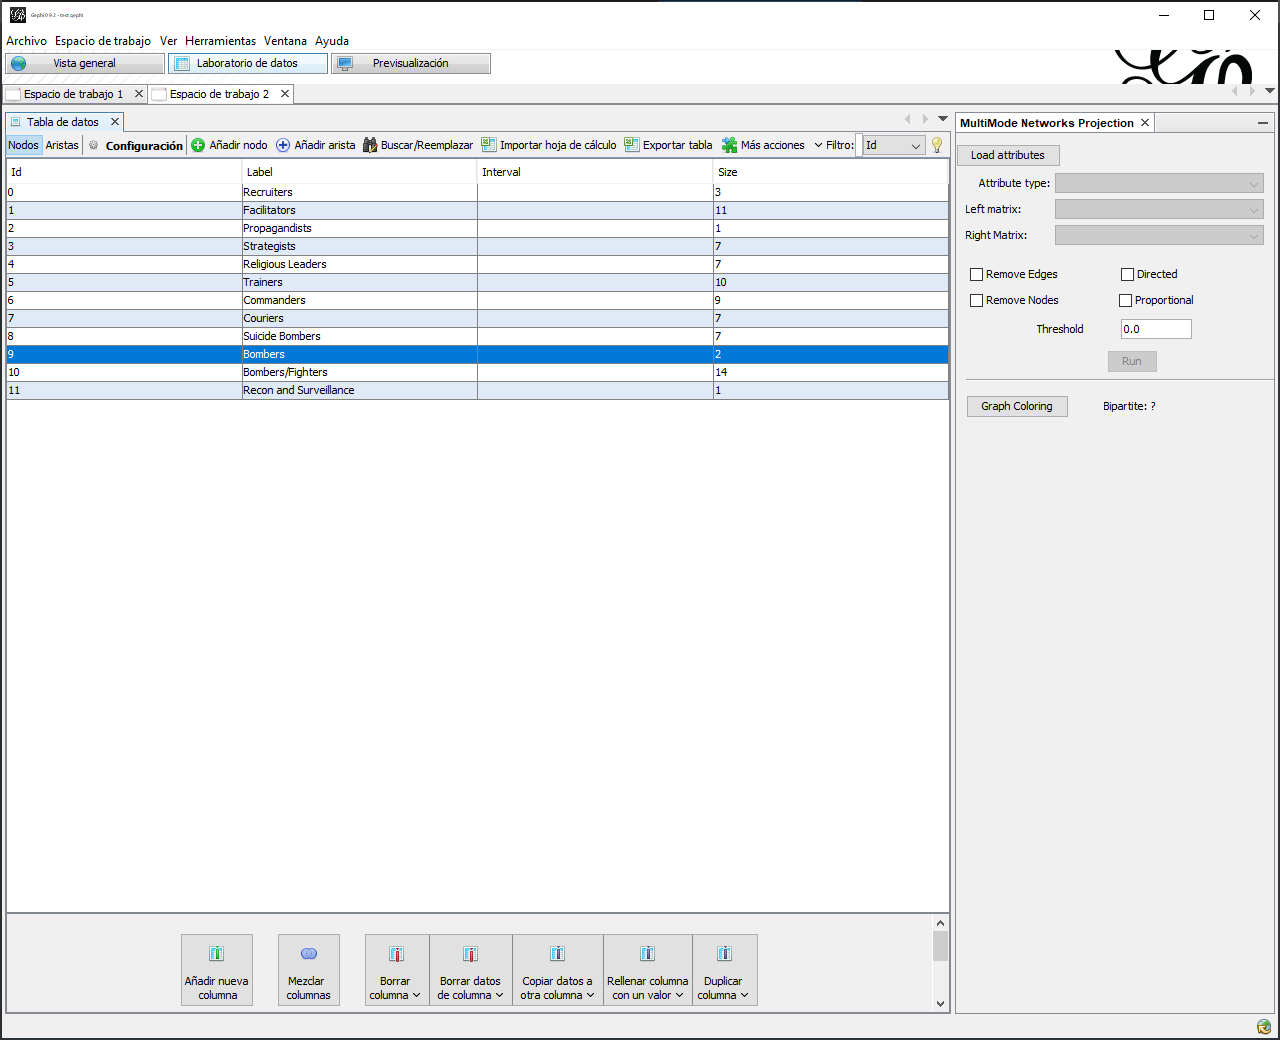 Gephi 0.9.2 - test.gephi
Archivo Espacio de trabajo Ver Herramientas Ventana Ayuda
Vista general Laboratorio de datos Previsualización
Espacio de trabajo 1 Espacio de trabajo 2
Tabla de datos
Nodos Aristas Configuración Añadir nodo Añadir arista Buscar/Reemplazar Importar hoja de cálculo Exportar tabla Más acciones Filtro: Id
Id Label Interval Size
0 Recruiters 3
1 Facilitators 11
2 Propagandists 1
3 Strategists 7
4 Religious Leaders 7
5 Trainers 10
6 Commanders 9
7 Couriers 7
8 Suicide Bombers 7
9 Bombers 2
10 Bombers/Fighters 14
11 Recon and Surveillance 1
Añadir nueva columna
Mezclar columnas
Borrar columna
Borrar datos de columna
Copiar datos a otra columna
Rellenar columna con un valor
Duplicar columna
MultiMode Networks Projection
Load attributes
Attribute type:
Left matrix:
Right Matrix:
Remove Edges Directed
Remove Nodes Proportional
Threshold 0.0
Run
Graph Coloring Bipartite: ?